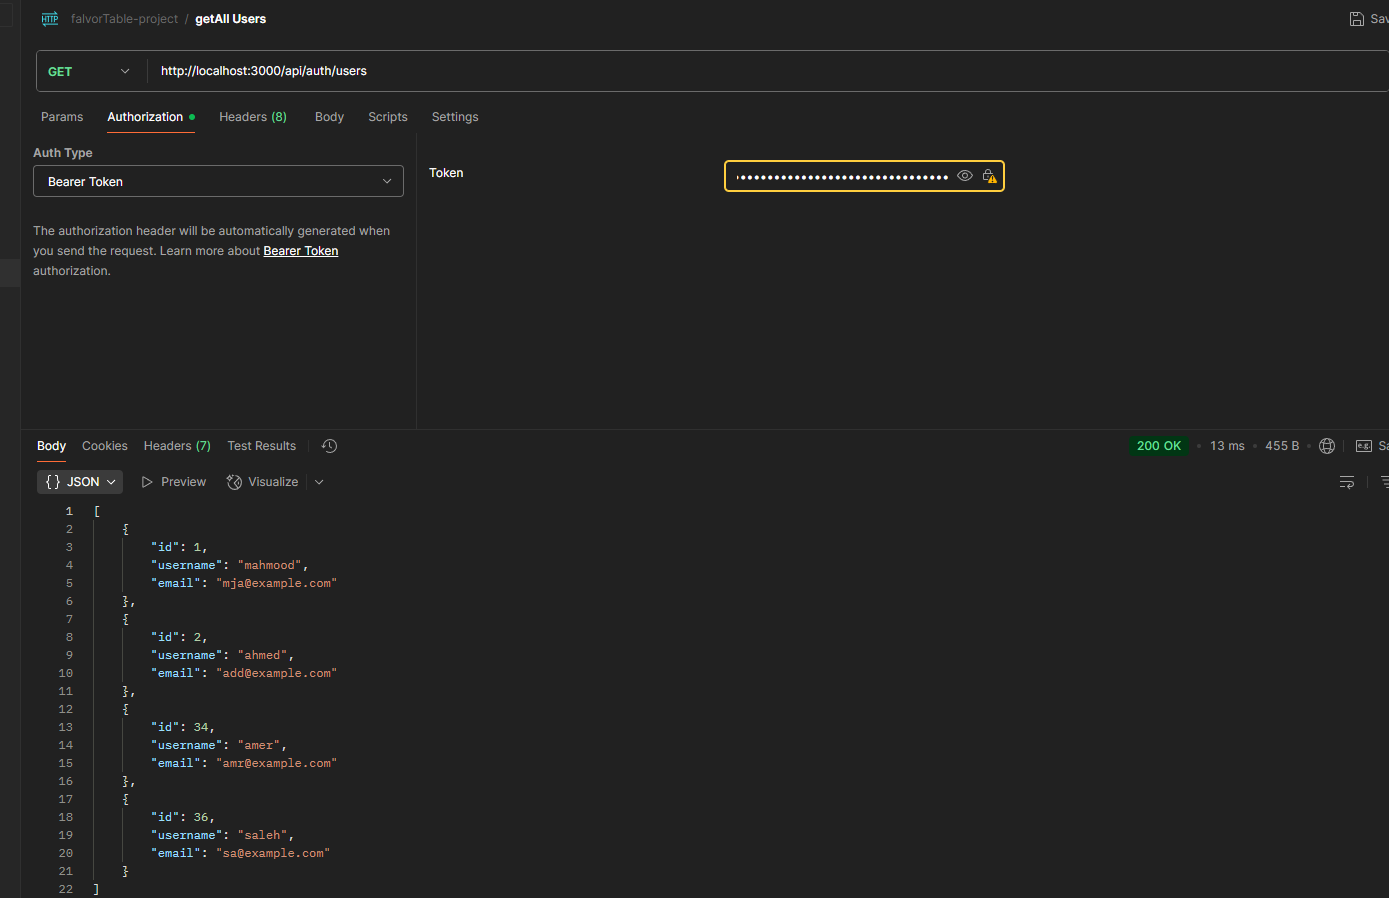 HTTP falvorTable-project / getAll Users
GET http://localhost:3000/api/auth/users
Params Authorization Headers (8) Body Scripts Settings
Auth Type
Bearer Token
The authorization header will be automatically generated when
you send the request. Learn more about Bearer Token
authorization.
Token
Body Cookies Headers (7) Test Results
200 OK • 13 ms • 455 B • e.g.
{} JSON Preview Visualize
1 [
2 {
3 "id": 1,
4 "username": "mahmood",
5 "email": "mja@example.com"
6 },
7 {
8 "id": 2,
9 "username": "ahmed",
10 "email": "add@example.com"
11 },
12 {
13 "id": 34,
14 "username": "amer",
15 "email": "amr@example.com"
16 },
17 {
18 "id": 36,
19 "username": "saleh",
20 "email": "sa@example.com"
21 }
22 ]